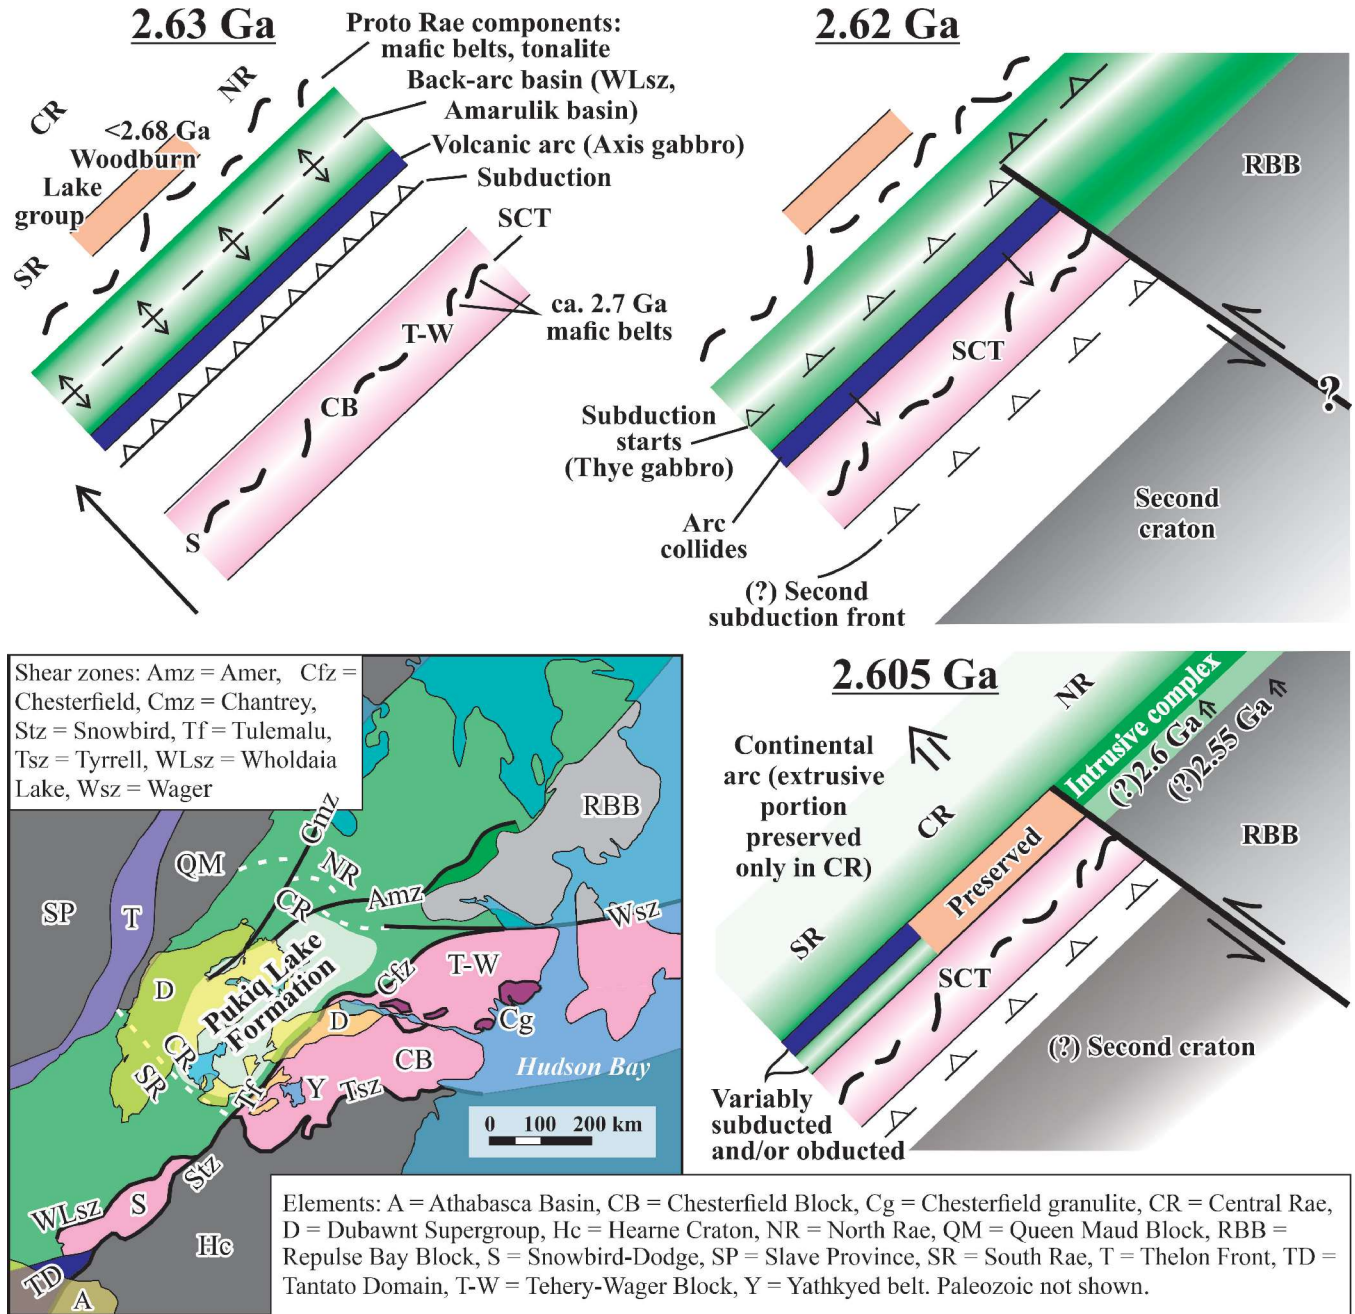 2.63 Ga
Proto Rae components:
mafic belts, tonalite
Back-arc basin (WLsz,
Amarulik basin)
Volcanic arc (Axis gabbro)
Subduction
NR
CR
<2.68 Ga
Woodburn
Lake
group
SR
SCT
ca. 2.7 Ga
mafic belts
T-W
CB
S
2.62 Ga
RBB
SCT
?
Subduction
starts
(Thye gabbro)
Arc
collides
Second
craton
(?) Second
subduction front
Shear zones: Amz = Amer, Cfz =
Chesterfield, Cmz = Chantrey,
Stz = Snowbird, Tf = Tulemalu,
Tsz = Tyrrell, WLsz = Wholdaia
Lake, Wsz = Wager
RBB
Cmz
QM
NR
SP
T
CR
Amz
Wsz
T-W
D
Pukiq Lake
Formation
Cfz
Cg
D
CR
CB
SR
Hudson Bay
Tf
Y
Tsz
0 100 200 km
Stz
WLsz
S
Hc
TD
A
2.605 Ga
NR
Intrusive complex
(?)2.6 Ga
(?)2.55 Ga
Continental
arc (extrusive
portion
preserved
only in CR)
CR
RBB
Preserved
SR
SCT
(?) Second craton
Variably
subducted
and/or obducted
Elements: A = Athabasca Basin, CB = Chesterfield Block, Cg = Chesterfield granulite, CR = Central Rae,
D = Dubawnt Supergroup, Hc = Hearne Craton, NR = North Rae, QM = Queen Maud Block, RBB =
Repulse Bay Block, S = Snowbird-Dodge, SP = Slave Province, SR = South Rae, T = Thelon Front, TD =
Tantato Domain, T-W = Tehery-Wager Block, Y = Yathkyed belt. Paleozoic not shown.